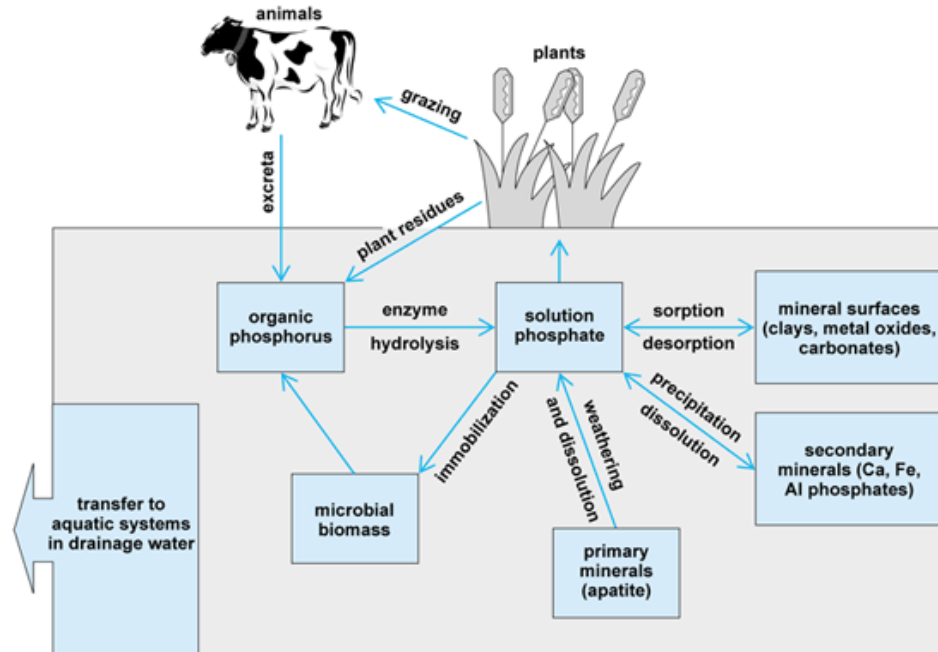 animals
plants
grazing
excreta
plant residues
organic
phosphorus
enzyme
hydrolysis
solution
phosphate
sorption
desorption
mineral surfaces
(clays, metal oxides,
carbonates)
precipitation
dissolution
immobilization
weathering
and dissolution
secondary
minerals (Ca, Fe,
Al phosphates)
transfer to
aquatic systems
in drainage water
microbial
biomass
primary
minerals
(apatite)